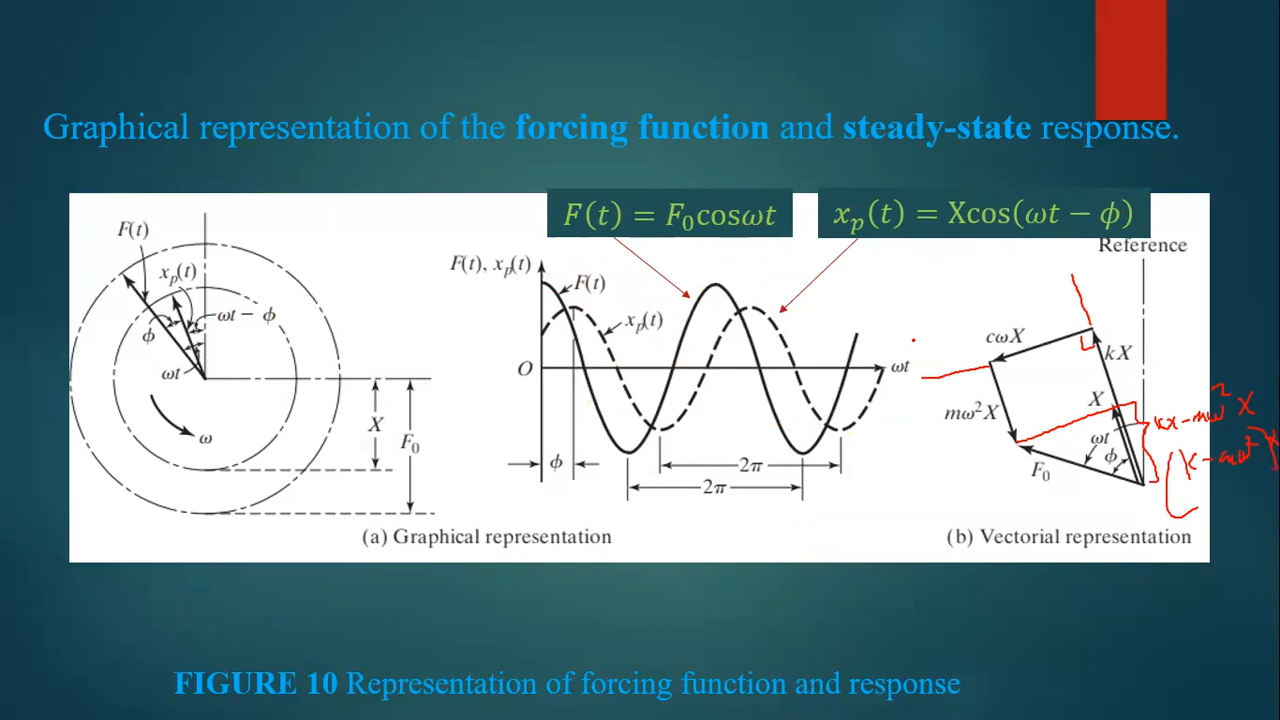 Graphical representation of the forcing function and steady-state response.
F(t) = F₀cosωt
xₚ(t) = Xcos(ωt − ϕ)
F(t)
xₚ(t)
ωt − ϕ
ϕ
ωt
ω
X
F₀
F(t), xₚ(t)
F(t)
xₚ(t)
O
ωt
ϕ
2π
2π
(a) Graphical representation
Reference
cωX
kX
mω²X
X
kx-mω²X
ωt
ϕ
(k-mω²)X
F₀
(b) Vectorial representation
FIGURE 10 Representation of forcing function and response